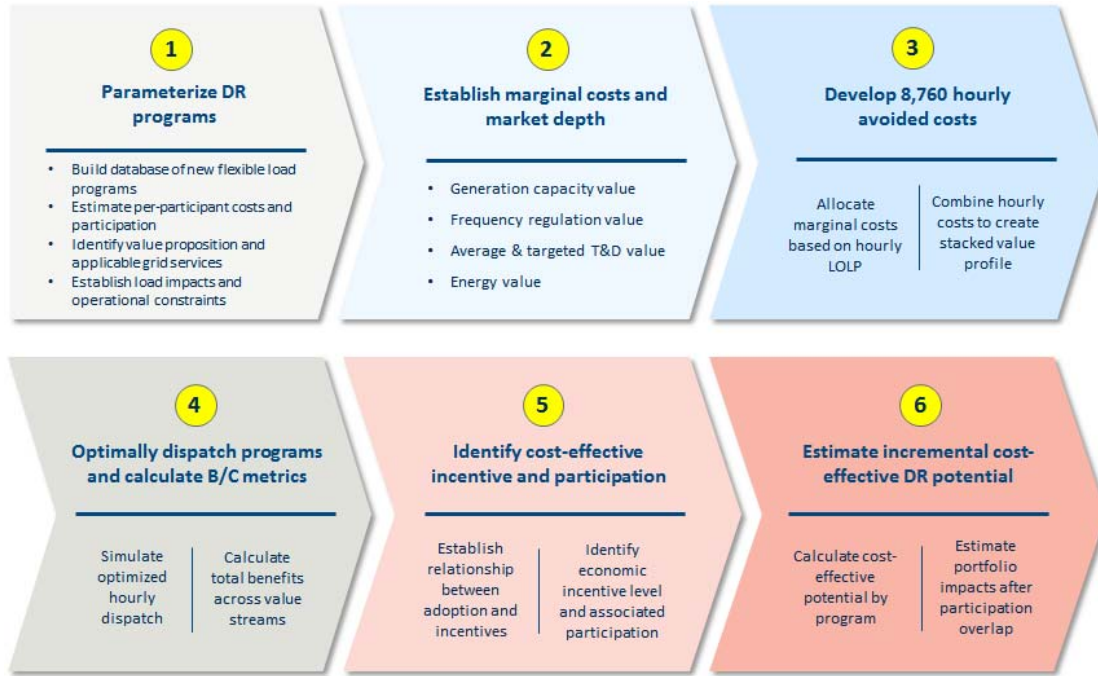 1
Parameterize DR
programs
• Build database of new flexible load
programs
• Estimate per-participant costs and
participation
• Identify value proposition and
applicable grid services
• Establish load impacts and
operational constraints
2
Establish marginal costs and
market depth
• Generation capacity value
• Frequency regulation value
• Average & targeted T&D value
• Energy value
3
Develop 8,760 hourly
avoided costs
Allocate
marginal costs
based on hourly
LOLP
Combine hourly
costs to create
stacked value
profile
4
Optimally dispatch programs
and calculate B/C metrics
Simulate
optimized
hourly
dispatch
Calculate
total benefits
across value
streams
5
Identify cost-effective
incentive and participation
Establish
relationship
between
adoption and
incentives
Identify
economic
incentive level
and associated
participation
6
Estimate incremental cost-
effective DR potential
Calculate cost-
effective
potential by
program
Estimate
portfolio
impacts after
participation
overlap